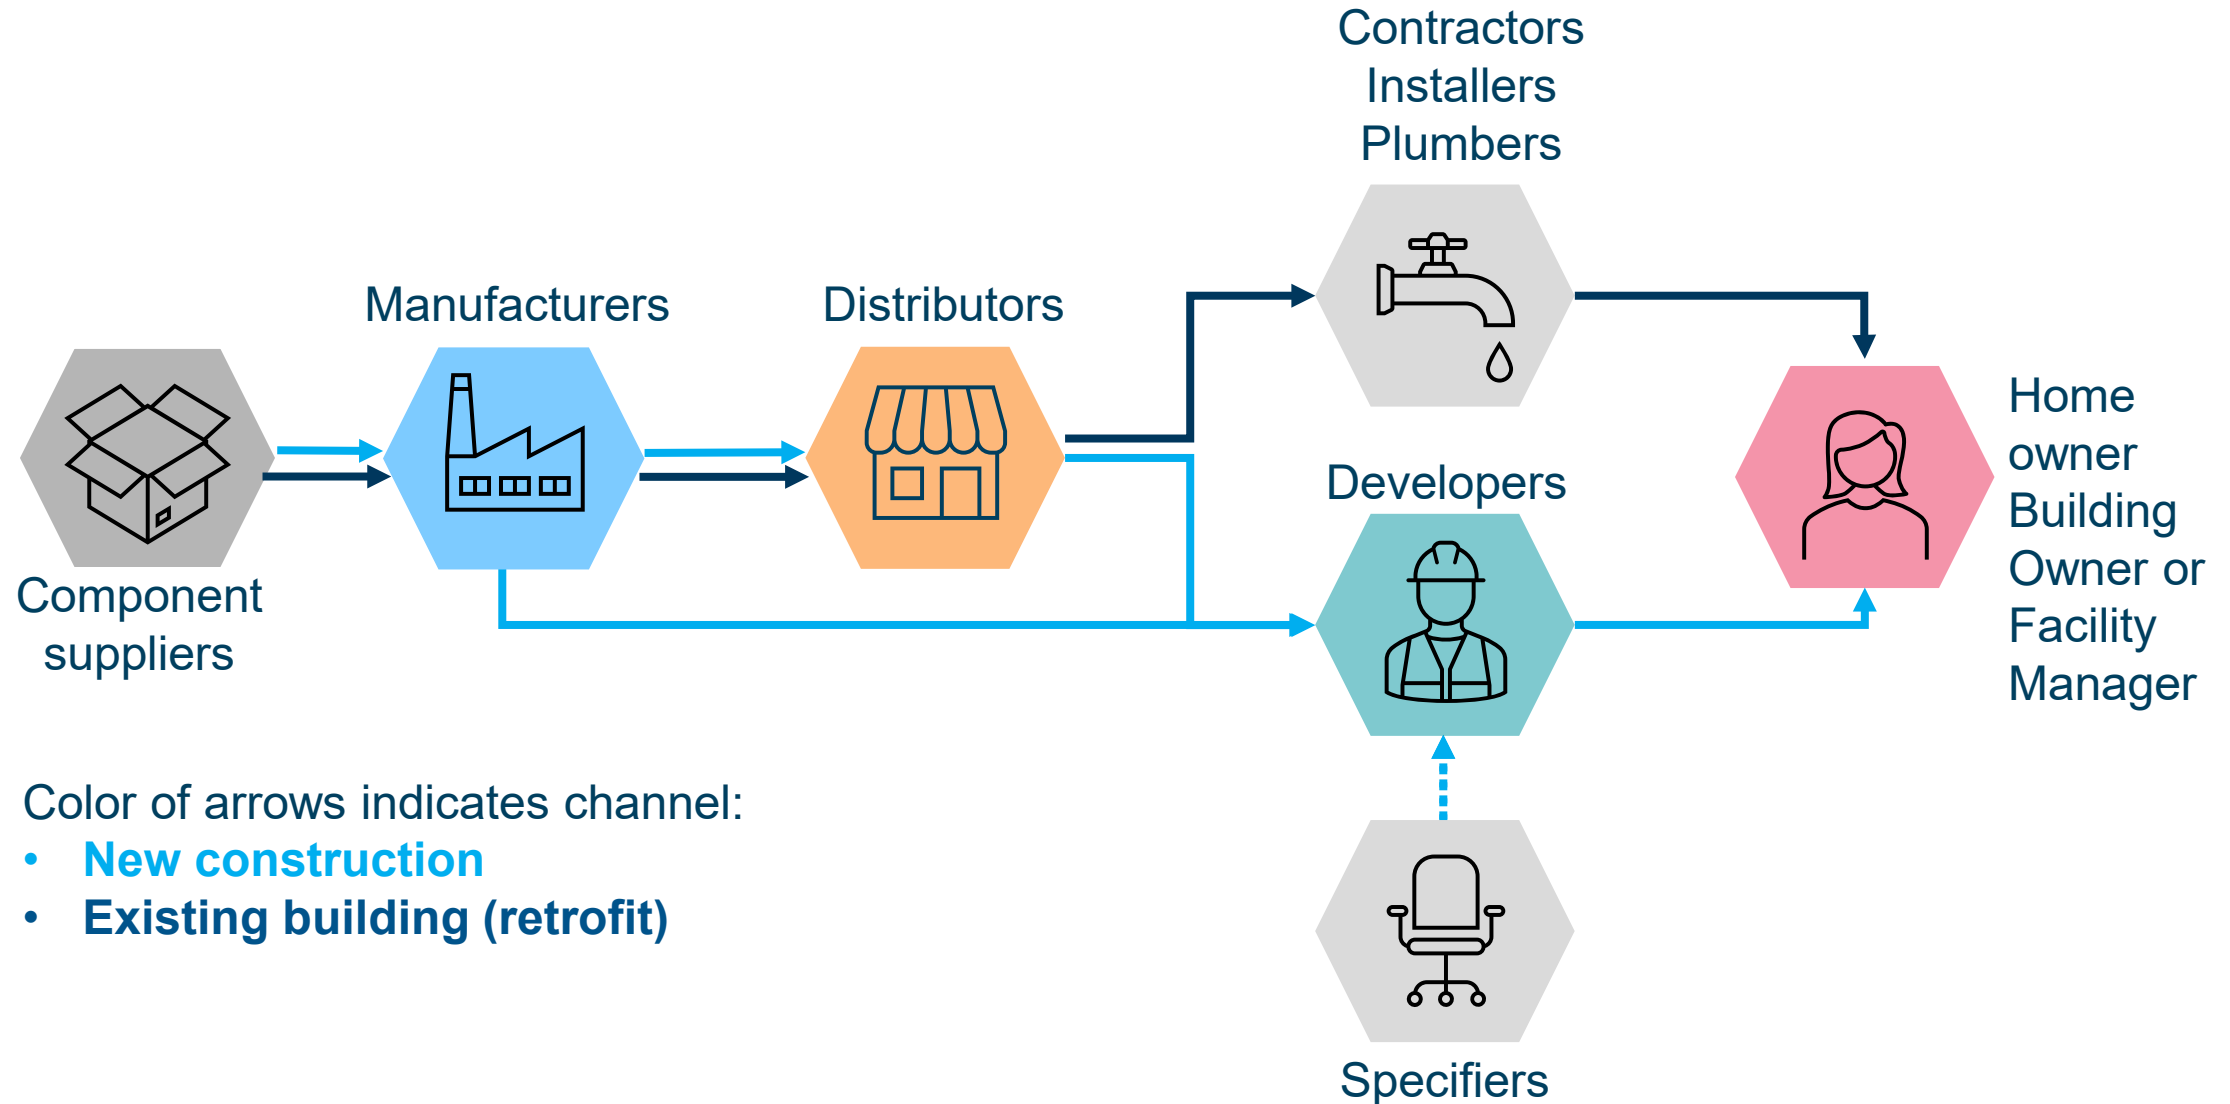 Contractors
Installers
Plumbers
Manufacturers
Distributors
Component
suppliers
Developers
Home
owner
Building
Owner or
Facility
Manager
Color of arrows indicates channel:
• New construction
• Existing building (retrofit)
Specifiers